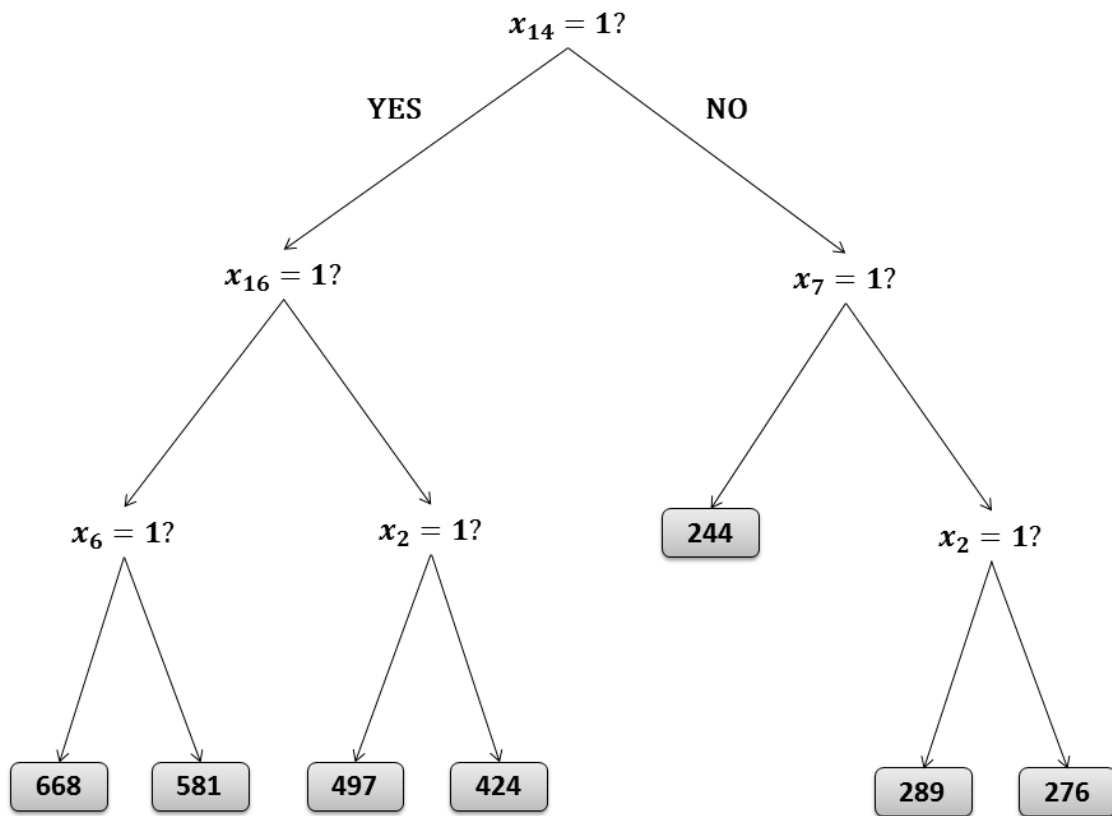 x₁₄ = 1?
YES NO
x₁₆ = 1? x₇ = 1?
x₆ = 1? x₂ = 1? 244 x₂ = 1?
668 581 497 424 289 276